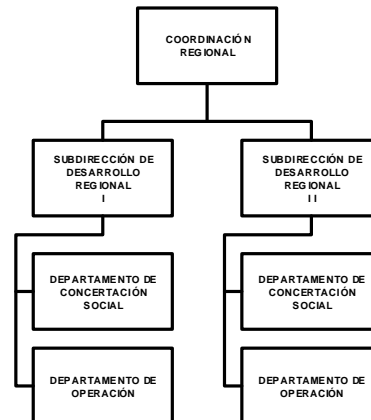 COORDINACIÓN
REGIONAL
SUBDIRECCIÓN DE
DESARROLLO
REGIONAL
I
DEPARTAMENTO DE
CONCERTACIÓN
SOCIAL
DEPARTAMENTO DE
OPERACIÓN
SUBDIRECCIÓN DE
DESARROLLO
REGIONAL
II
DEPARTAMENTO DE
CONCERTACIÓN
SOCIAL
DEPARTAMENTO DE
OPERACIÓN